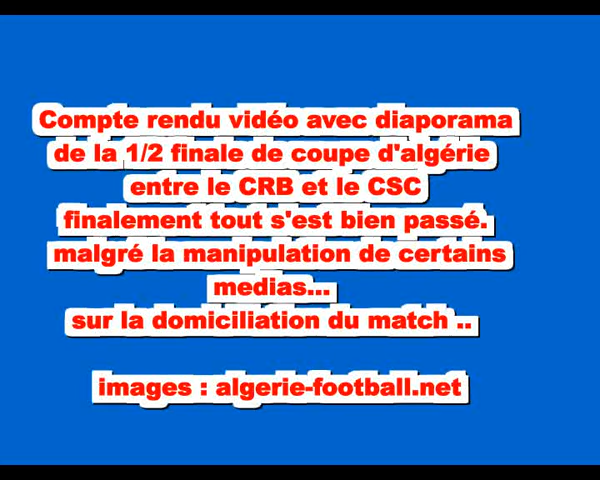 Compte rendu vidéo avec diaporama
de la 1/2 finale de coupe d'algérie
entre le CRB et le CSC
finalement tout s'est bien passé.
malgré la manipulation de certains
medias...
sur la domiciliation du match ..
images : algerie-football.net